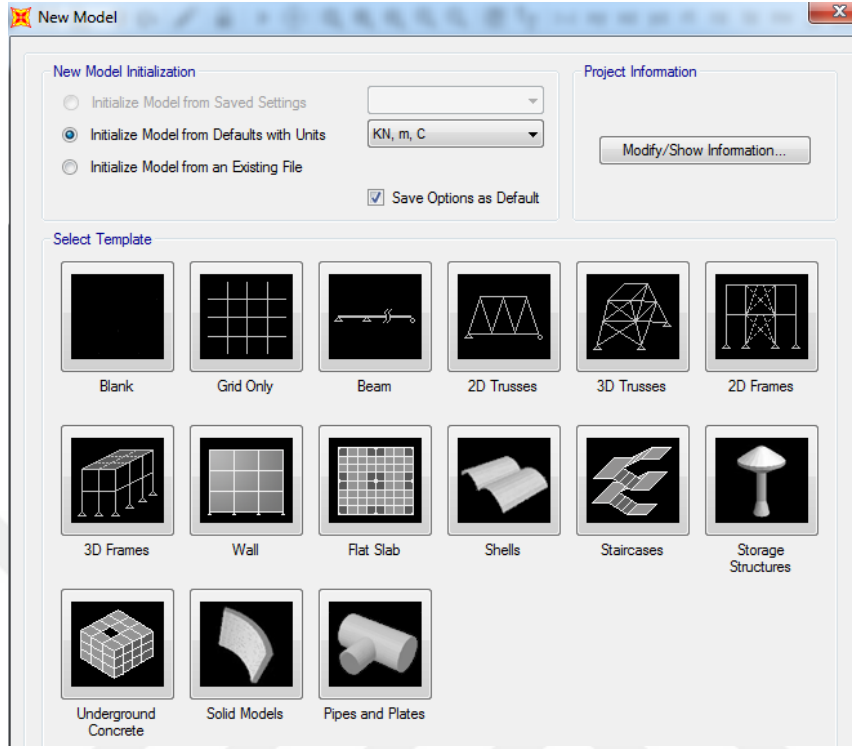 New Model
New Model Initialization
Initialize Model from Saved Settings
Initialize Model from Defaults with Units
KN, m, C
Initialize Model from an Existing File
Save Options as Default
Project Information
Modify/Show Information...
Select Template
Blank
Grid Only
Beam
2D Trusses
3D Trusses
2D Frames
3D Frames
Wall
Flat Slab
Shells
Staircases
Storage
Structures
Underground
Concrete
Solid Models
Pipes and Plates